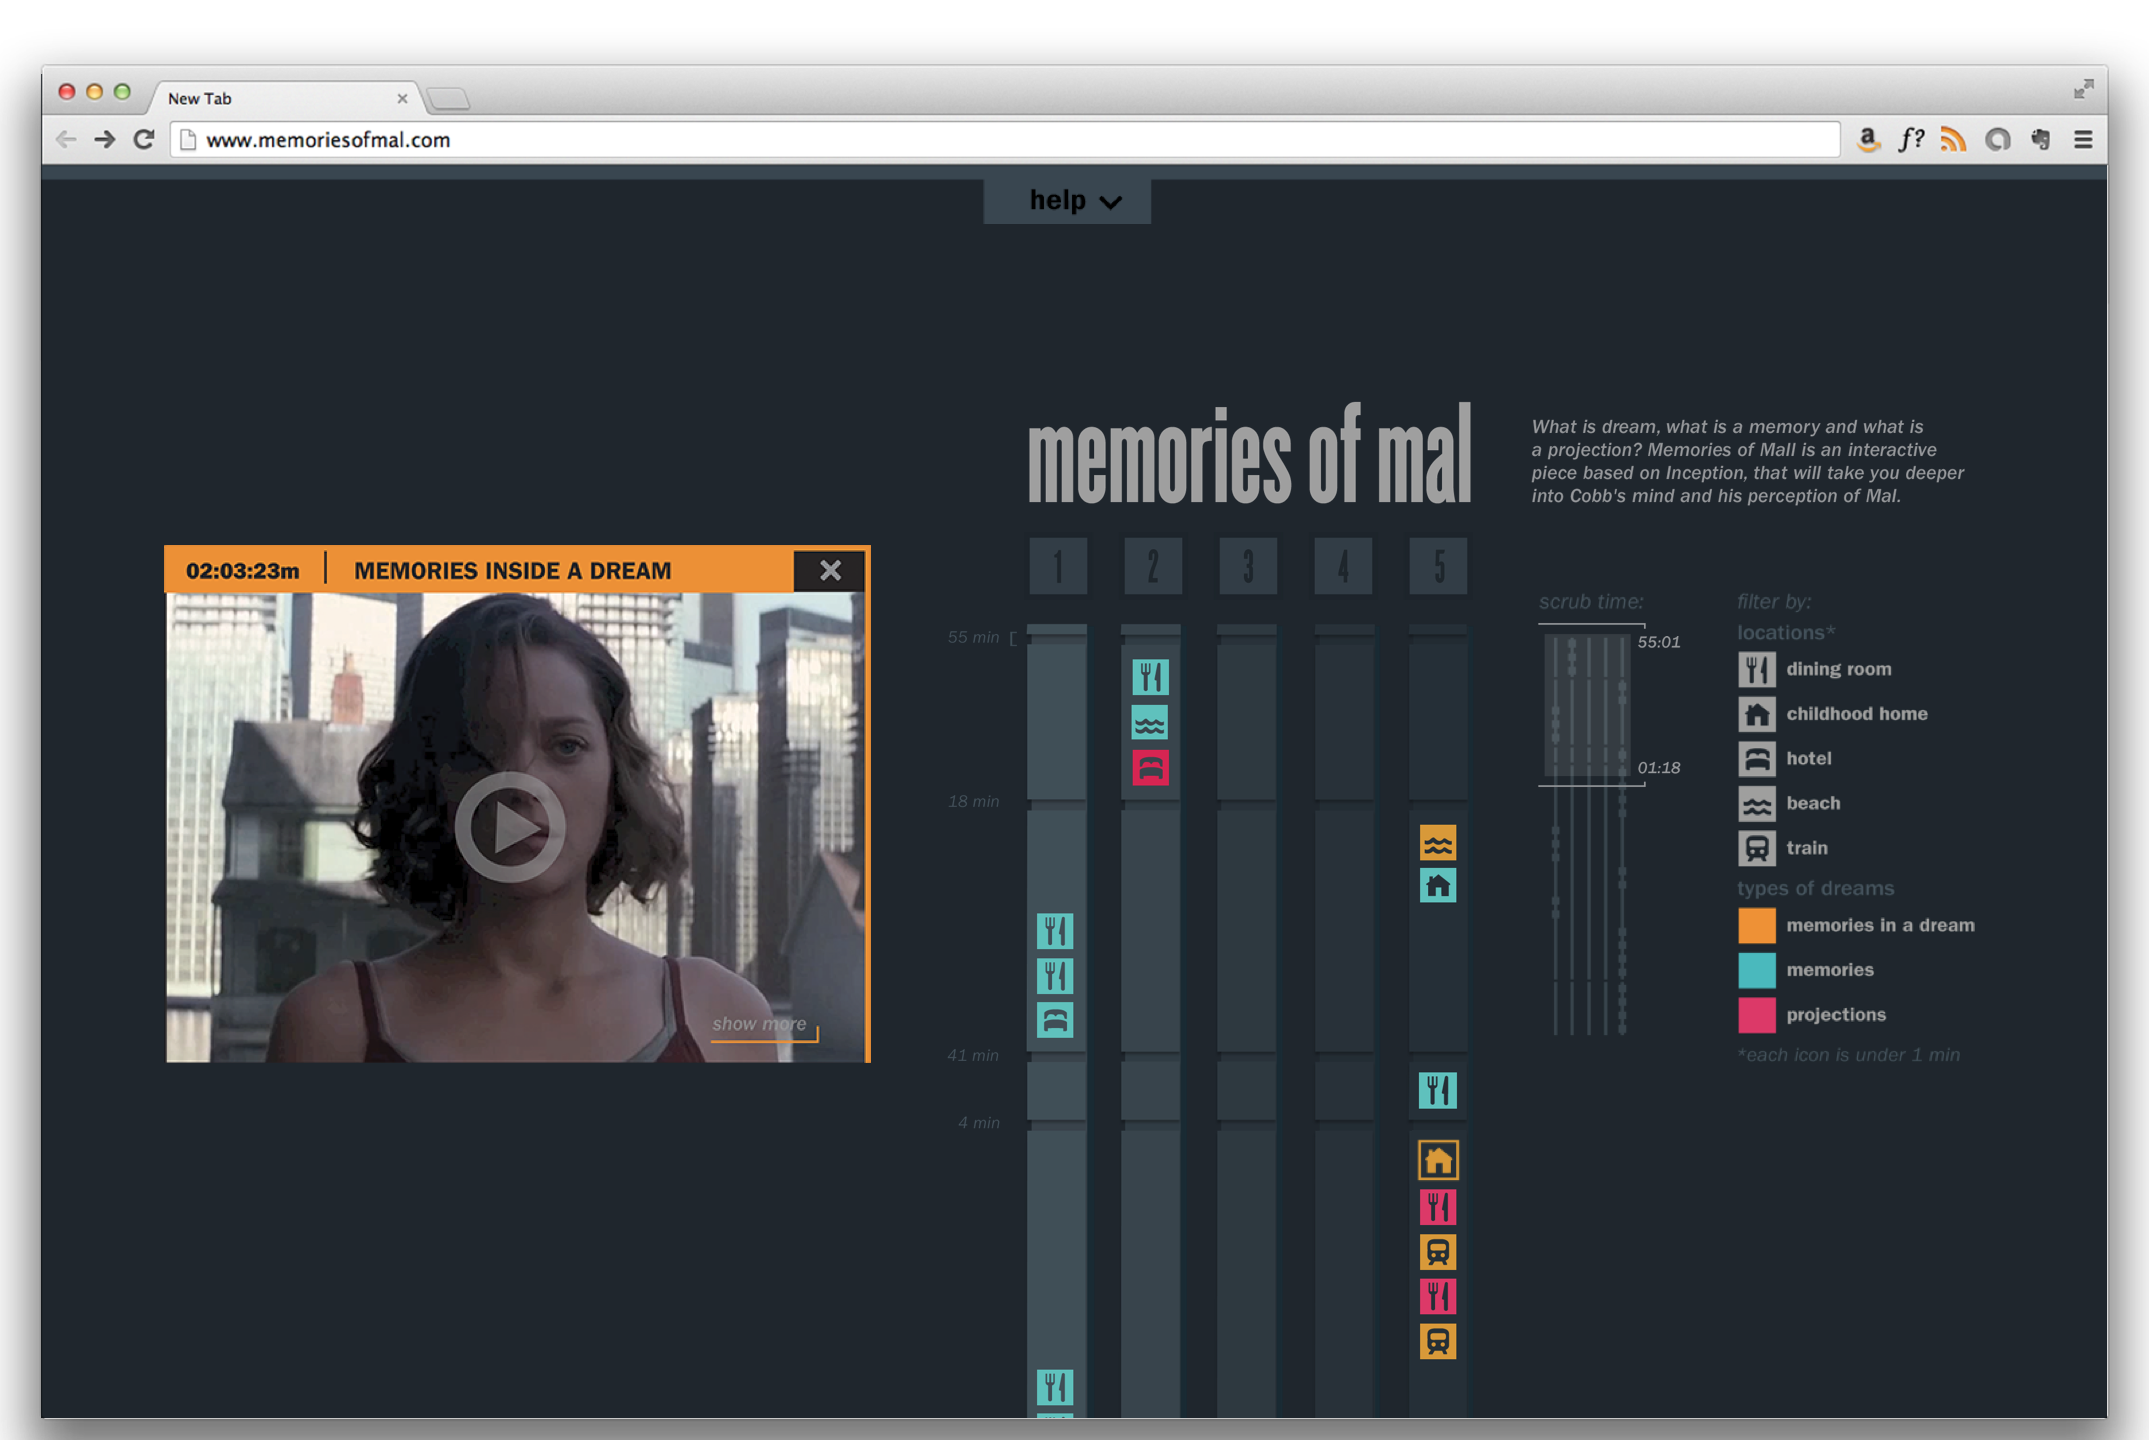 New Tab
www.memoriesofmal.com
a f?
help
memories of mal
What is dream, what is a memory and what is
a projection? Memories of Mall is an interactive
piece based on Inception, that will take you deeper
into Cobb's mind and his perception of Mal.
02:03:23m | MEMORIES INSIDE A DREAM
show more
1 2 3 4 5
55 min
18 min
41 min
4 min
scrub time:
55:01
01:18
filter by:
locations*
dining room
childhood home
hotel
beach
train
types of dreams
memories in a dream
memories
projections
*each icon is under 1 min